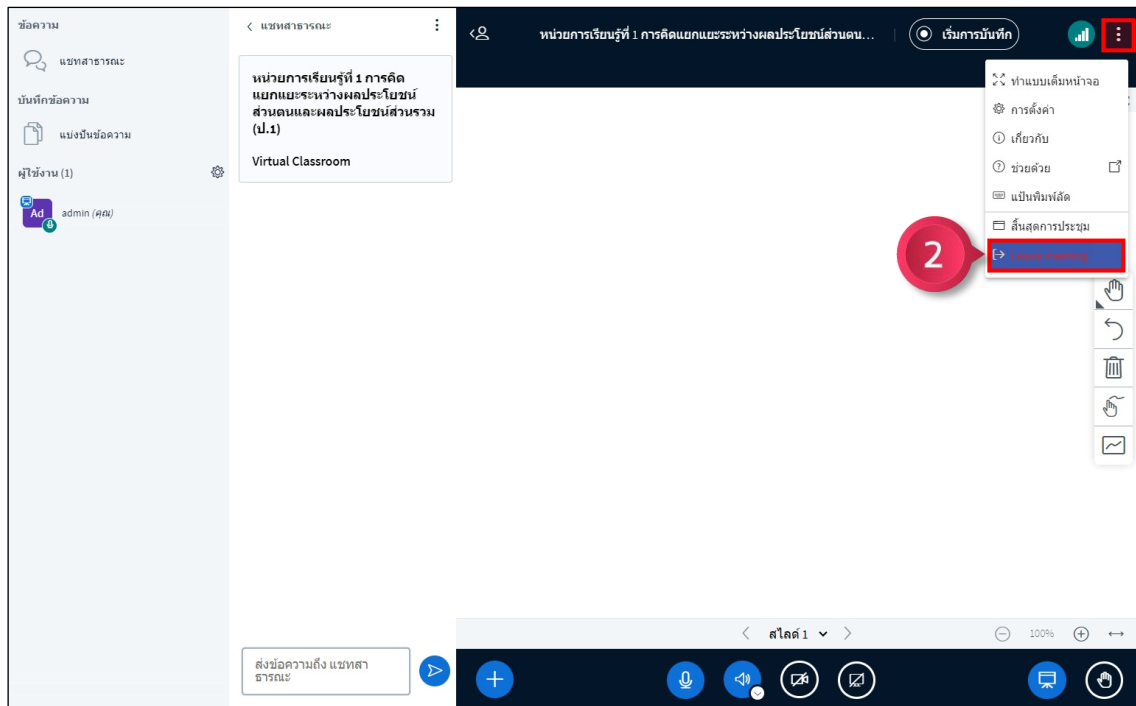 ข้อความ
แชทสาธารณะ
บันทึกข้อความ
แบ่งปันข้อความ
ผู้ใช้งาน (1)
Ad
admin (คุณ)
แชทสาธารณะ
หน่วยการเรียนรู้ที่ 1 การคิด
แยกแยะระหว่างผลประโยชน์
ส่วนตนและผลประโยชน์ส่วนรวม
(ป.1)
Virtual Classroom
ส่งข้อความถึง แชทสา
ธารณะ
หน่วยการเรียนรู้ที่ 1 การคิดแยกแยะระหว่างผลประโยชน์ส่วนตน...
เริ่มการบันทึก
ทำแบบเต็มหน้าจอ
การตั้งค่า
เกี่ยวกับ
ช่วยด้วย
แป้นพิมพ์ลัด
สิ้นสุดการประชุม
Leave meeting
2
สไลด์ 1
100%